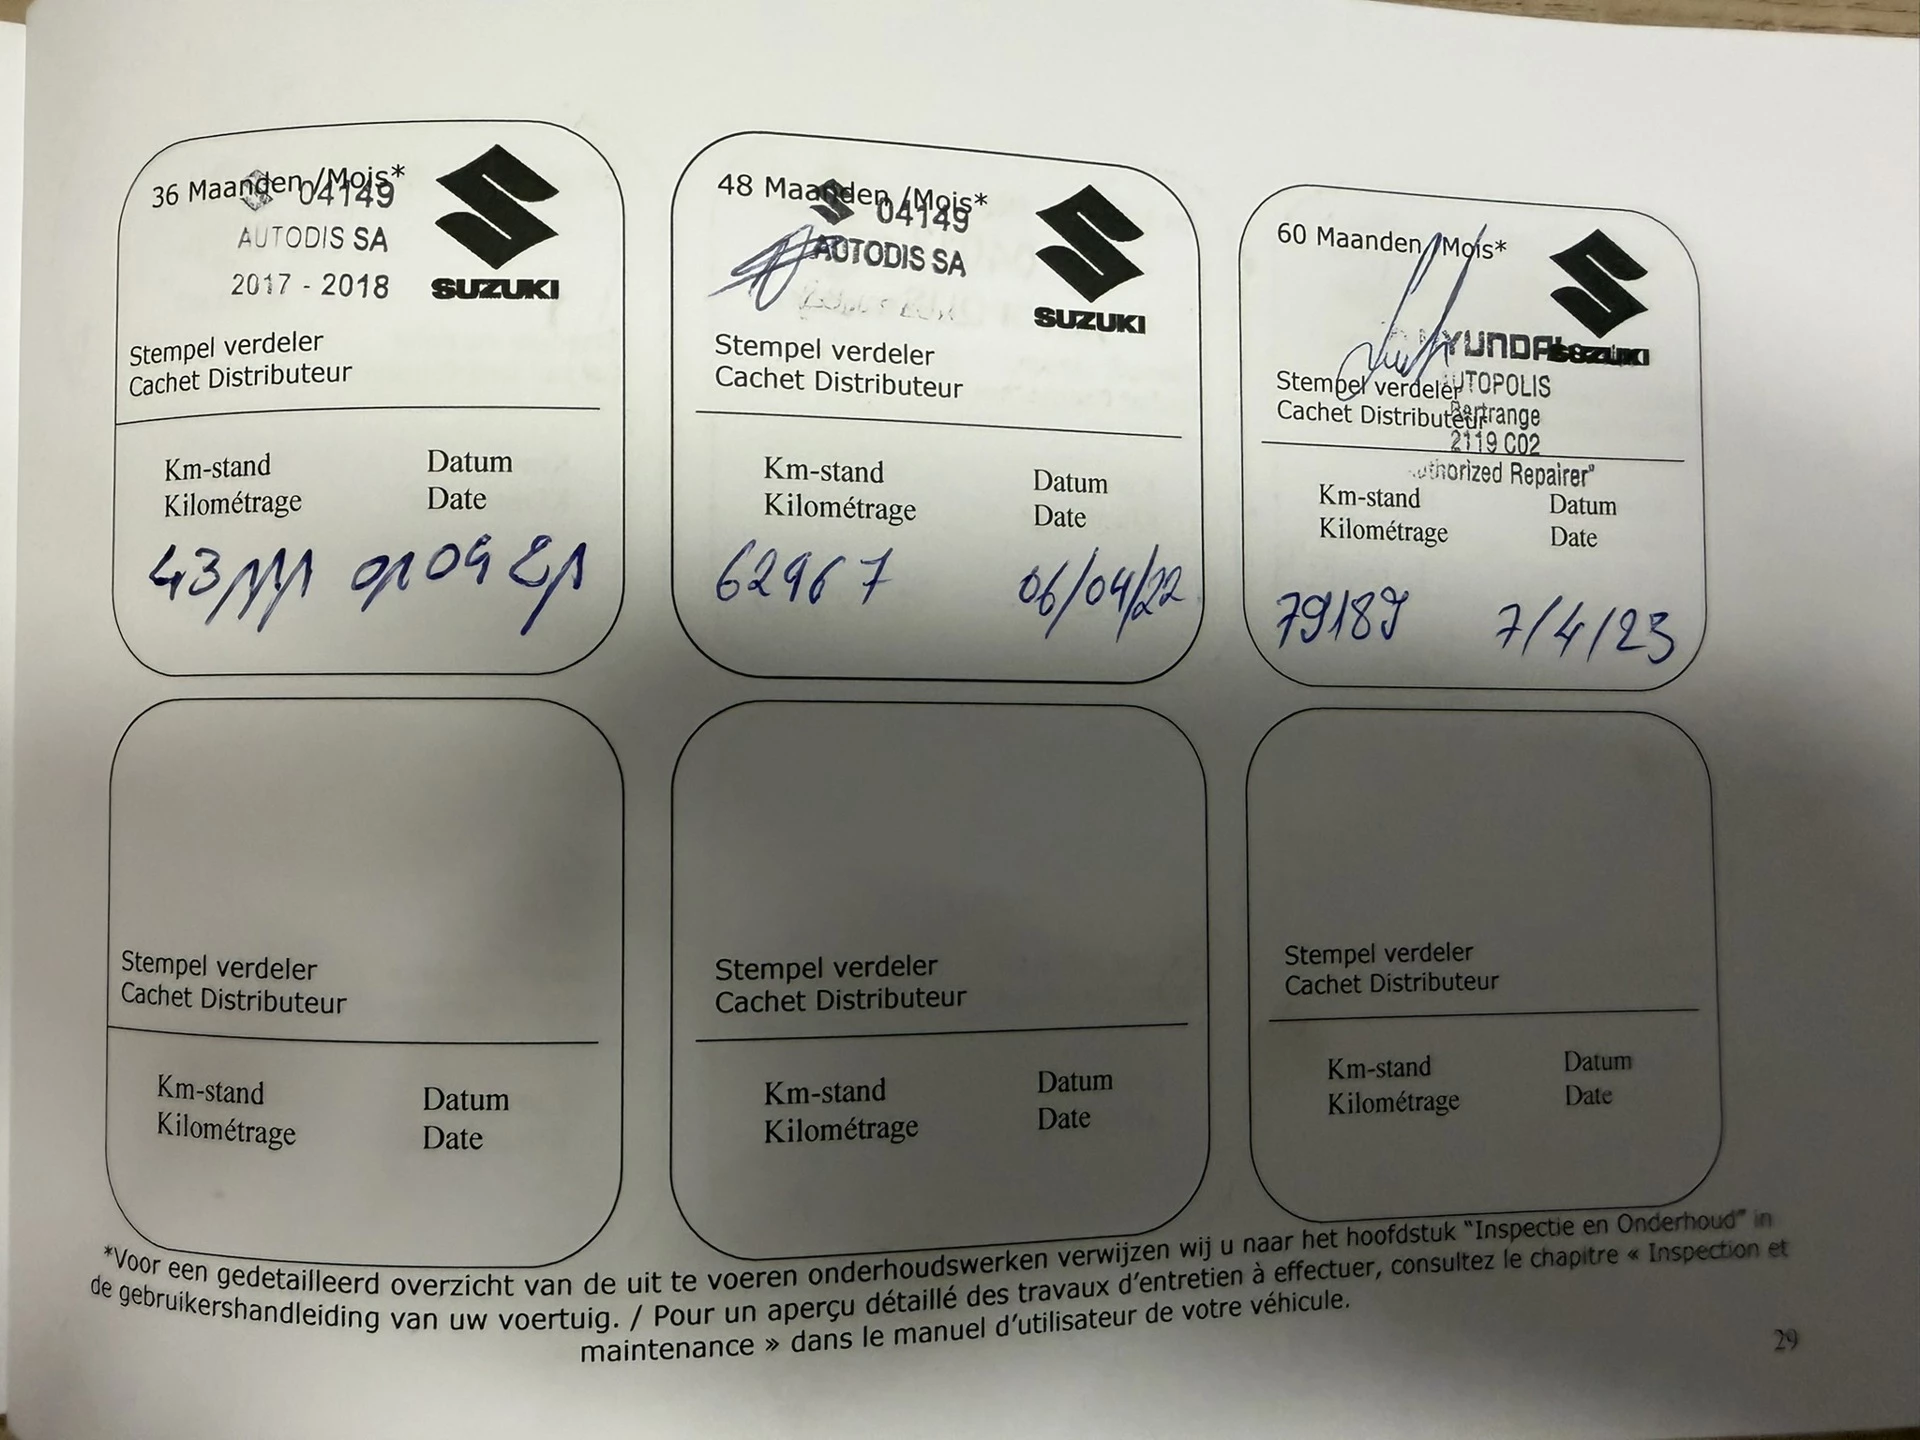 36 Maanden /Mois*
04149
AUTODIS SA
2017 - 2018
SUZUKI
Stempel verdeler
Cachet Distributeur
Km-stand Datum
Kilométrage Date
48 Maanden /Mois*
04149
AUTODIS SA
SUZUKI
Stempel verdeler
Cachet Distributeur
Km-stand Datum
Kilométrage Date
62967 06/04/22
60 Maanden /Mois*
SUZUKI
Stempel verdeler
Cachet Distributeur
2119 C02
Repairer"
Km-stand Datum
Kilométrage Date
79189 7/4/23
Stempel verdeler
Cachet Distributeur
Km-stand Datum
Kilométrage Date
Stempel verdeler
Cachet Distributeur
Km-stand Datum
Kilométrage Date
Stempel verdeler
Cachet Distributeur
Km-stand Datum
Kilométrage Date
*Voor een gedetailleerd overzicht van de uit te voeren onderhoudswerken verwijzen wij u naar het hoofdstuk "Inspectie en Onderhoud" in
de gebruikershandleiding van uw voertuig. / Pour un aperçu détaillé des travaux d'entretien à effectuer, consultez le chapitre « Inspection et
maintenance » dans le manuel d'utilisateur de votre véhicule.
29